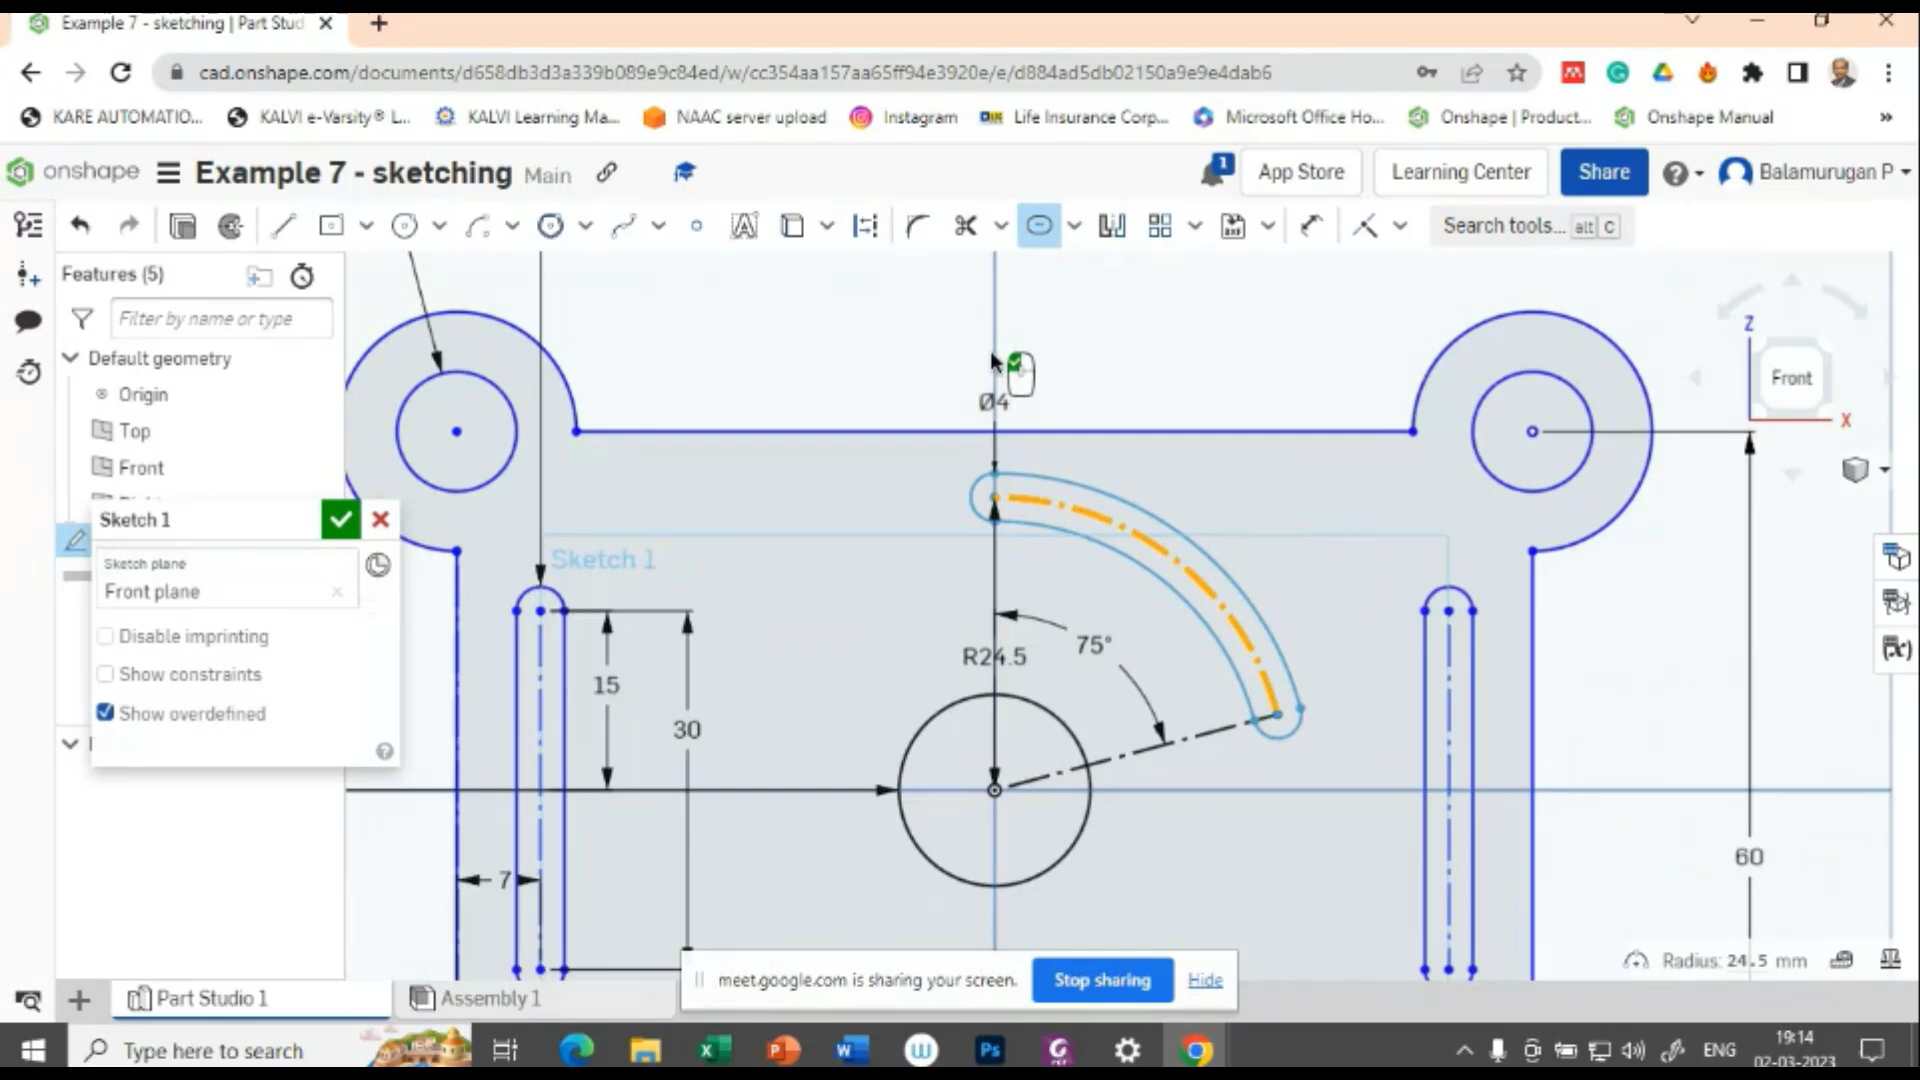 Example 7 - sketching | Part Stud
cad.onshape.com/documents/d658db3d3a339b089e9c84ed/w/cc354aa157aa65ff94e3920e/e/d884ad5db02150a9e9e4dab6
KARE AUTOMATIO... KALVI e-Varsity® L... KALVI Learning Ma... NAAC server upload Instagram Life Insurance Corp... Microsoft Office Ho... Onshape | Product... Onshape Manual »
onshape Example 7 - sketching Main 1 App Store Learning Center Share Balamurugan P
Search tools... alt C
Features (5)
Filter by name or type
Default geometry
Origin
Top
Front
Sketch 1
Sketch plane
Front plane
Disable imprinting
Show constraints
Show overdefined
Ø4
Sketch 1
75°
R24.5
15
30
7
60
Z
Front
X
Radius: 24.5 mm
meet.google.com is sharing your screen. Stop sharing Hide
Part Studio 1 Assembly 1
Type here to search
ENG
19:14
02-03-2023